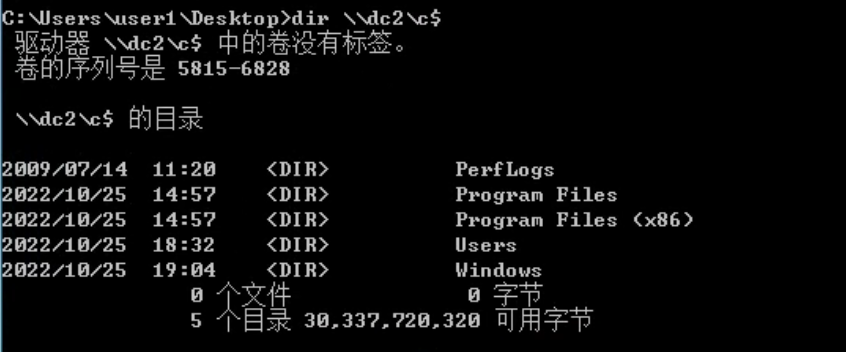 C:\Users\user1\Desktop>dir \\dc2\c$
驱动器 \\dc2\c$ 中的卷没有标签。
卷的序列号是 5815-6828
\\dc2\c$ 的目录
2009/07/14  11:20    <DIR>          PerfLogs
2022/10/25  14:57    <DIR>          Program Files
2022/10/25  14:57    <DIR>          Program Files (x86)
2022/10/25  18:32    <DIR>          Users
2022/10/25  19:04    <DIR>          Windows
0 个文件              0 字节
5 个目录 30,337,720,320 可用字节